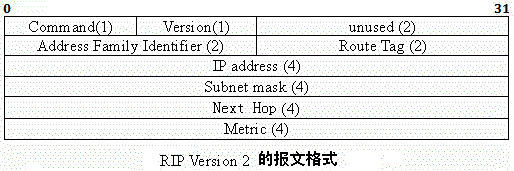 0 31
Command(1) Version(1) unused (2)
Address Family Identifier (2) Route Tag (2)
IP address (4)
Subnet mask (4)
Next Hop (4)
Metric (4)
RIP Version 2 的报文格式